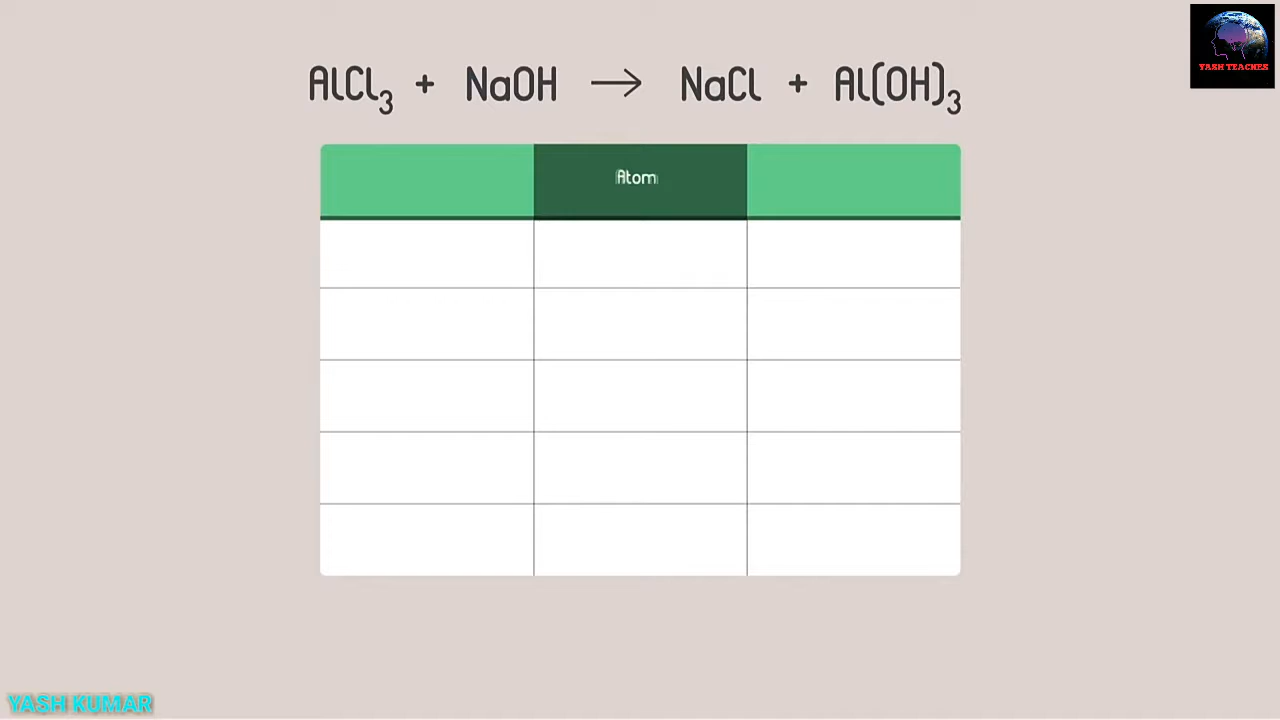 YASH TEACHES
AlCl₃ + NaOH → NaCl + Al(OH)₃
Atom
YASH KUMAR